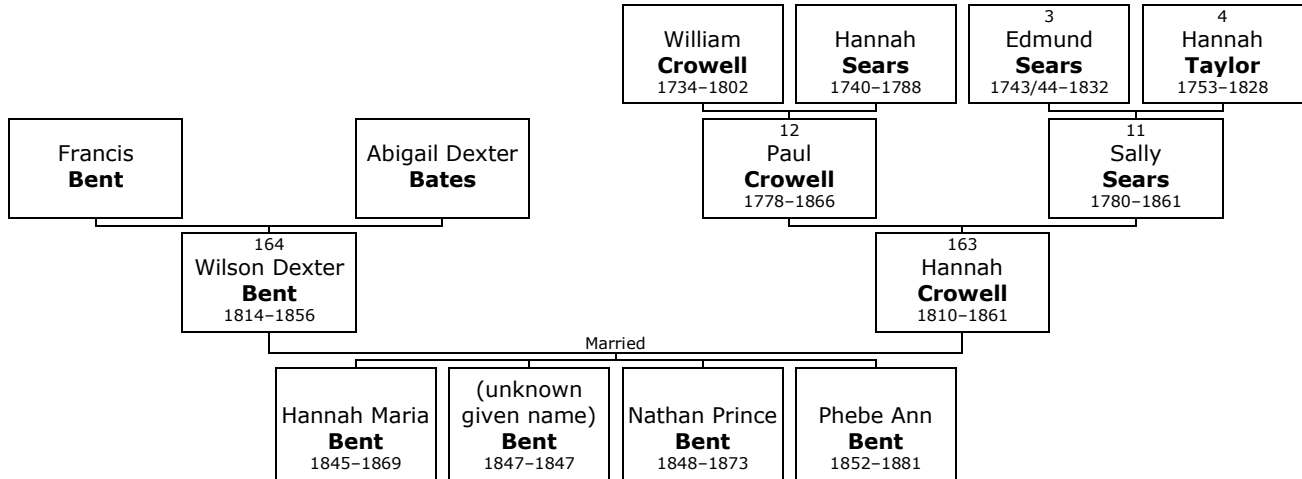 William
Crowell
1734–1802
Hannah
Sears
1740–1788
3
Edmund
Sears
1743/44–1832
4
Hannah
Taylor
1753–1828
Francis
Bent
Abigail Dexter
Bates
12
Paul
Crowell
1778–1866
11
Sally
Sears
1780–1861
164
Wilson Dexter
Bent
1814–1856
163
Hannah
Crowell
1810–1861
Married
Hannah Maria
Bent
1845–1869
(unknown
given name)
Bent
1847–1847
Nathan Prince
Bent
1848–1873
Phebe Ann
Bent
1852–1881